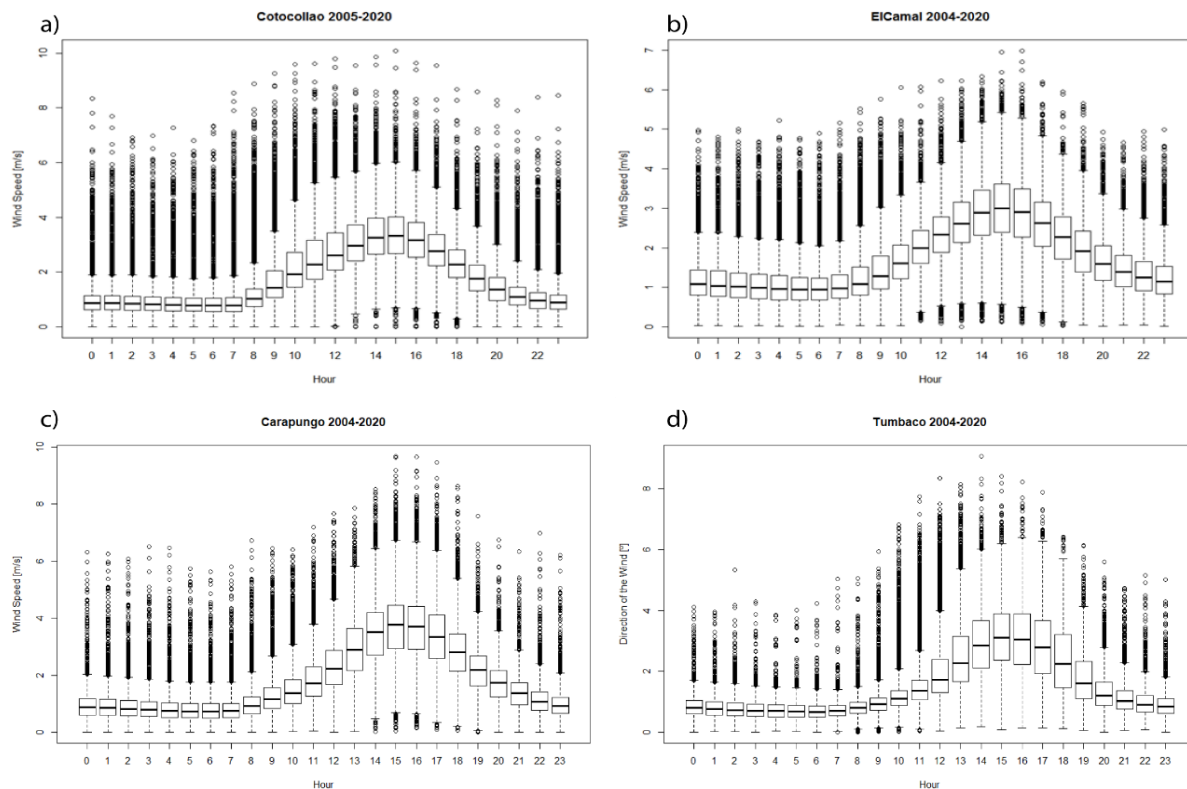 a)
Cotocollao 2005-2020
Wind Speed [m/s]
10
8
6
4
2
0
0 1 2 3 4 5 6 7 8 9 10 12 14 16 18 20 22
Hour
b)
ElCamal 2004-2020
Wind Speed [m/s]
7
6
5
4
3
2
1
0
0 1 2 3 4 5 6 7 8 9 10 12 14 16 18 20 22
Hour
c)
Carapungo 2004-2020
Wind Speed [m/s]
10
8
6
4
2
0
0 1 2 3 4 5 6 7 8 9 10 11 12 13 14 15 16 17 18 19 20 21 22 23
Hour
d)
Tumbaco 2004-2020
Direction of the Wind [º]
8
6
4
2
0
0 1 2 3 4 5 6 7 8 9 10 11 12 13 14 15 16 17 18 19 20 21 22 23
Hour